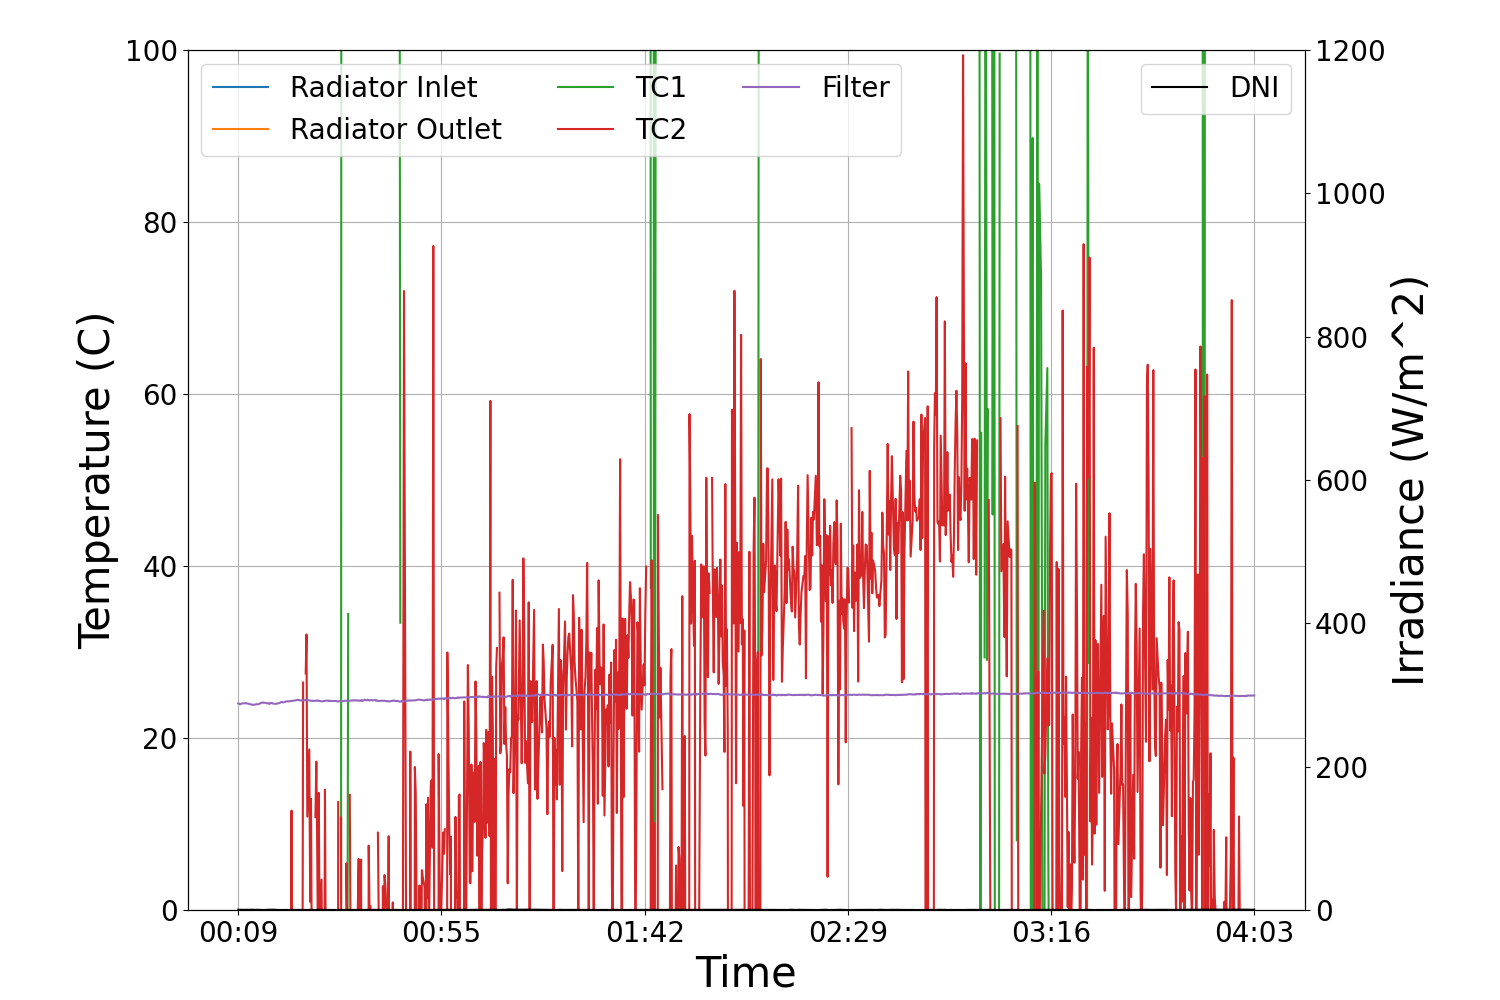 100
80
60
40
20
0
Temperature (C)
Radiator Inlet
Radiator Outlet
TC1
TC2
Filter
DNI
1200
1000
800
600
400
200
0
Irradiance (W/m^2)
00:09 00:55 01:42 02:29 03:16 04:03
Time